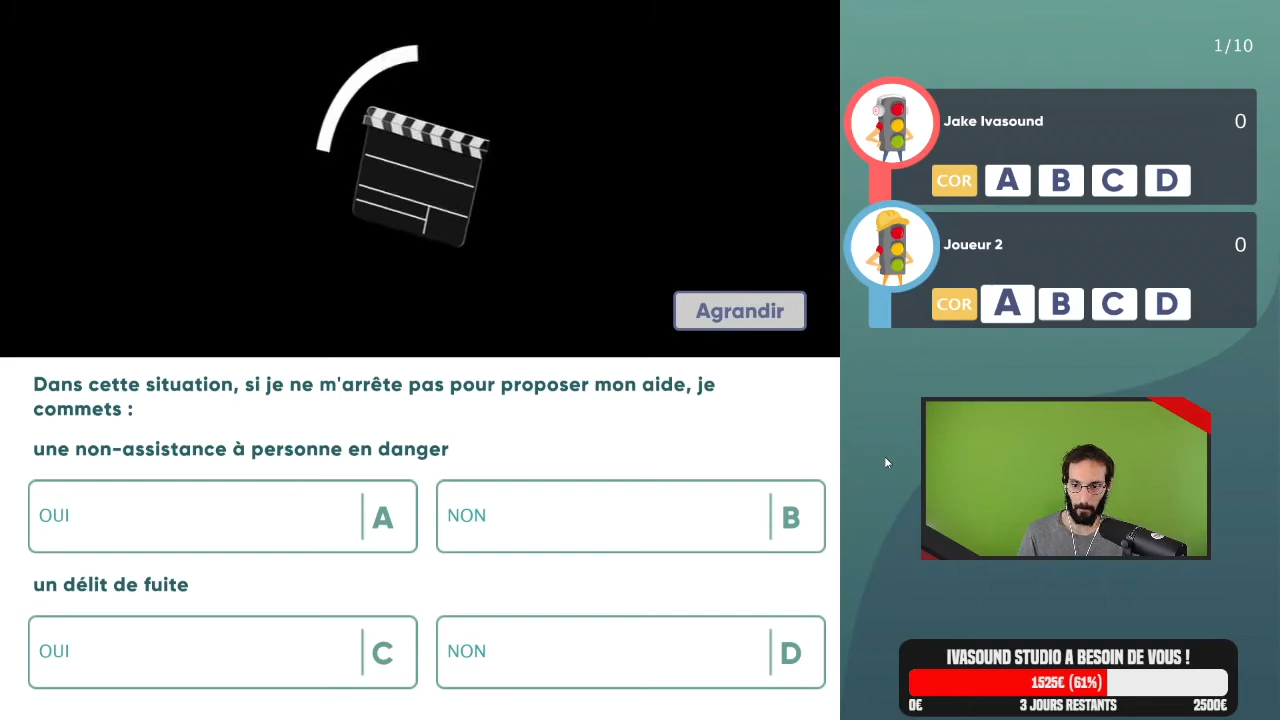 Agrandir
Dans cette situation, si je ne m'arrête pas pour proposer mon aide, je
commets :
une non-assistance à personne en danger
OUI
A
NON
B
un délit de fuite
OUI
C
NON
D
1/10
Jake Ivasound
0
COR
A
B
C
D
Joueur 2
0
COR
A
B
C
D
IVASOUND STUDIO A BESOIN DE VOUS !
1525€ (61%)
0€
3 JOURS RESTANTS
2500€